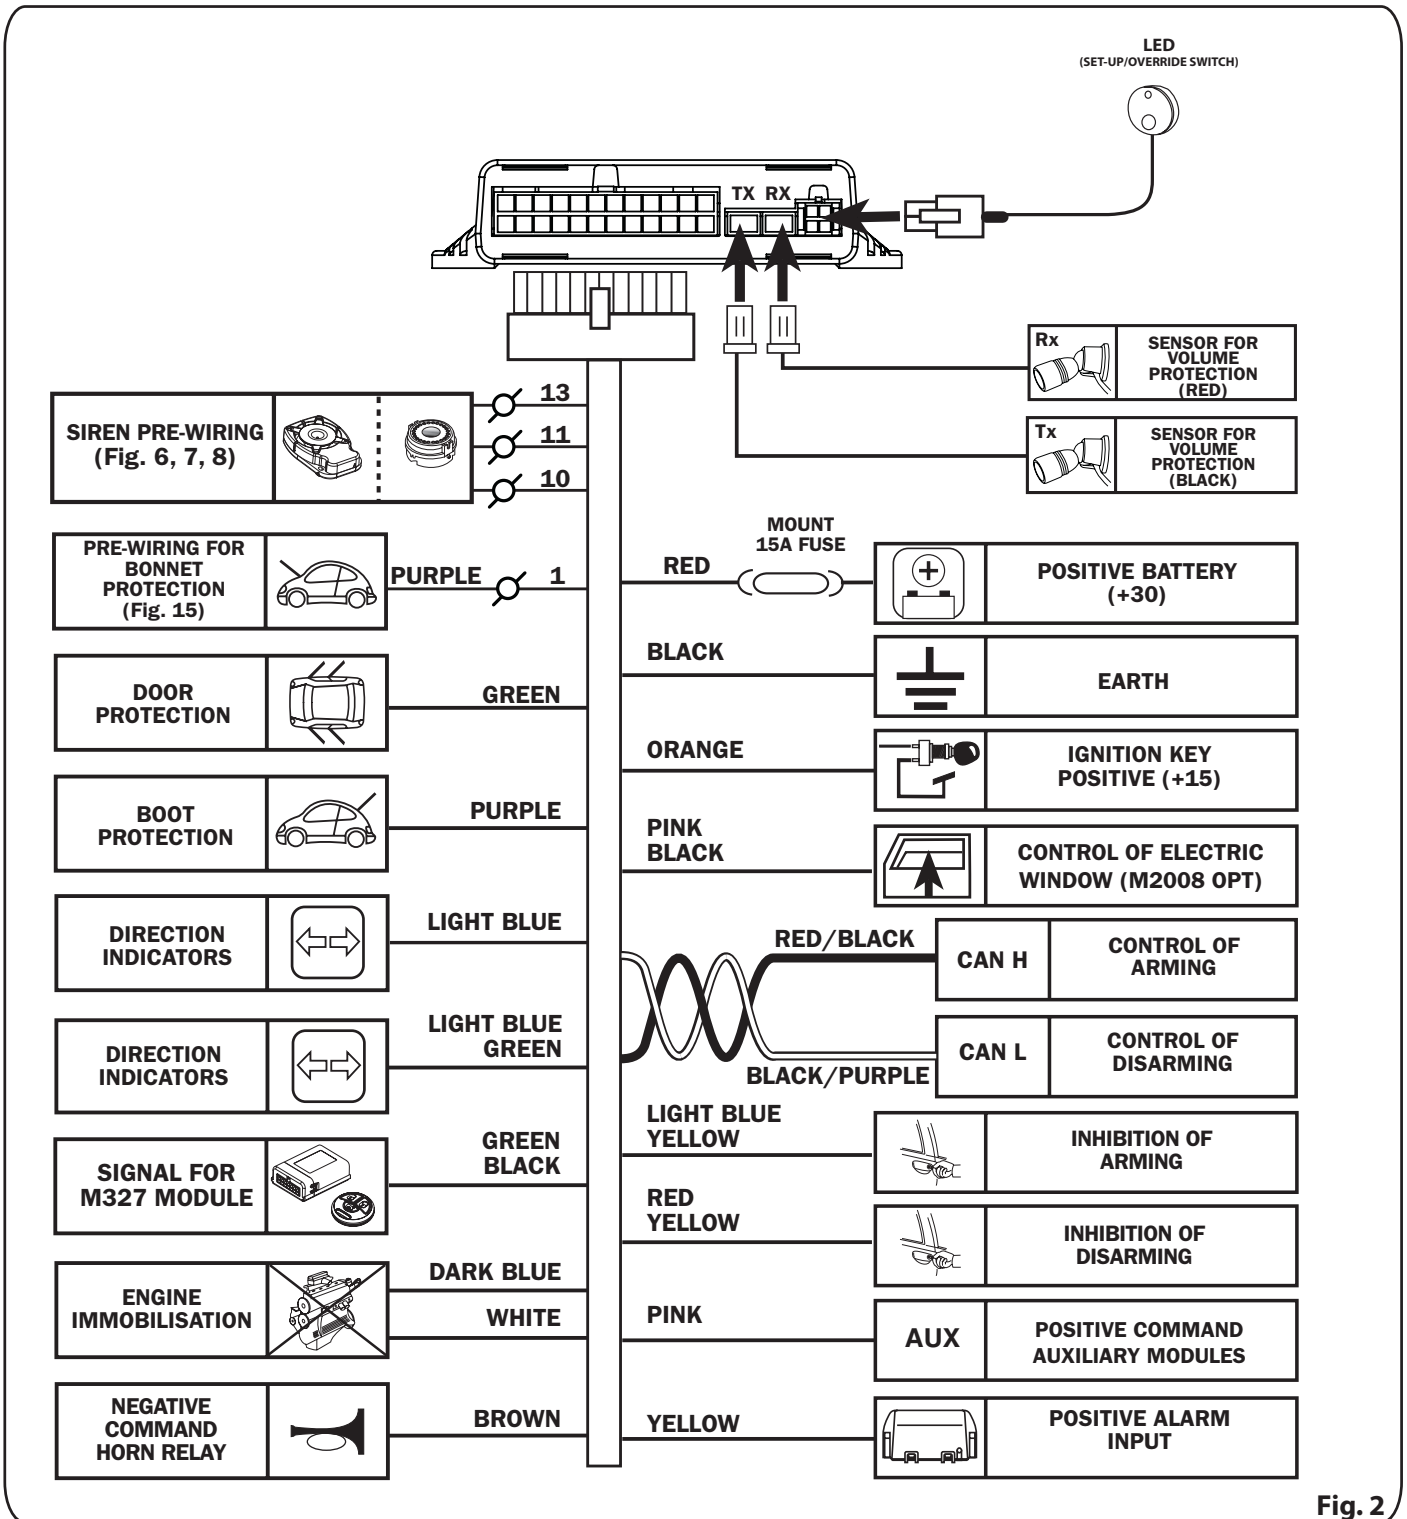 LED
(SET-UP/OVERRIDE SWITCH)
TX RX
Rx
SENSOR FOR
VOLUME
PROTECTION
(RED)
Tx
SENSOR FOR
VOLUME
PROTECTION
(BLACK)
SIREN PRE-WIRING
(Fig. 6, 7, 8)
13
11
10
PRE-WIRING FOR
BONNET
PROTECTION
(Fig. 15)
PURPLE
1
DOOR
PROTECTION
GREEN
BOOT
PROTECTION
PURPLE
DIRECTION
INDICATORS
LIGHT BLUE
DIRECTION
INDICATORS
LIGHT BLUE
GREEN
SIGNAL FOR
M327 MODULE
GREEN
BLACK
ENGINE
IMMOBILISATION
DARK BLUE
WHITE
NEGATIVE
COMMAND
HORN RELAY
BROWN
RED
MOUNT
15A FUSE
POSITIVE BATTERY
(+30)
BLACK
EARTH
ORANGE
IGNITION KEY
POSITIVE (+15)
PINK
BLACK
CONTROL OF ELECTRIC
WINDOW (M2008 OPT)
RED/BLACK
CAN H
CONTROL OF
ARMING
BLACK/PURPLE
CAN L
CONTROL OF
DISARMING
LIGHT BLUE
YELLOW
INHIBITION OF
ARMING
RED
YELLOW
INHIBITION OF
DISARMING
PINK
AUX
POSITIVE COMMAND
AUXILIARY MODULES
YELLOW
POSITIVE ALARM
INPUT
Fig. 2